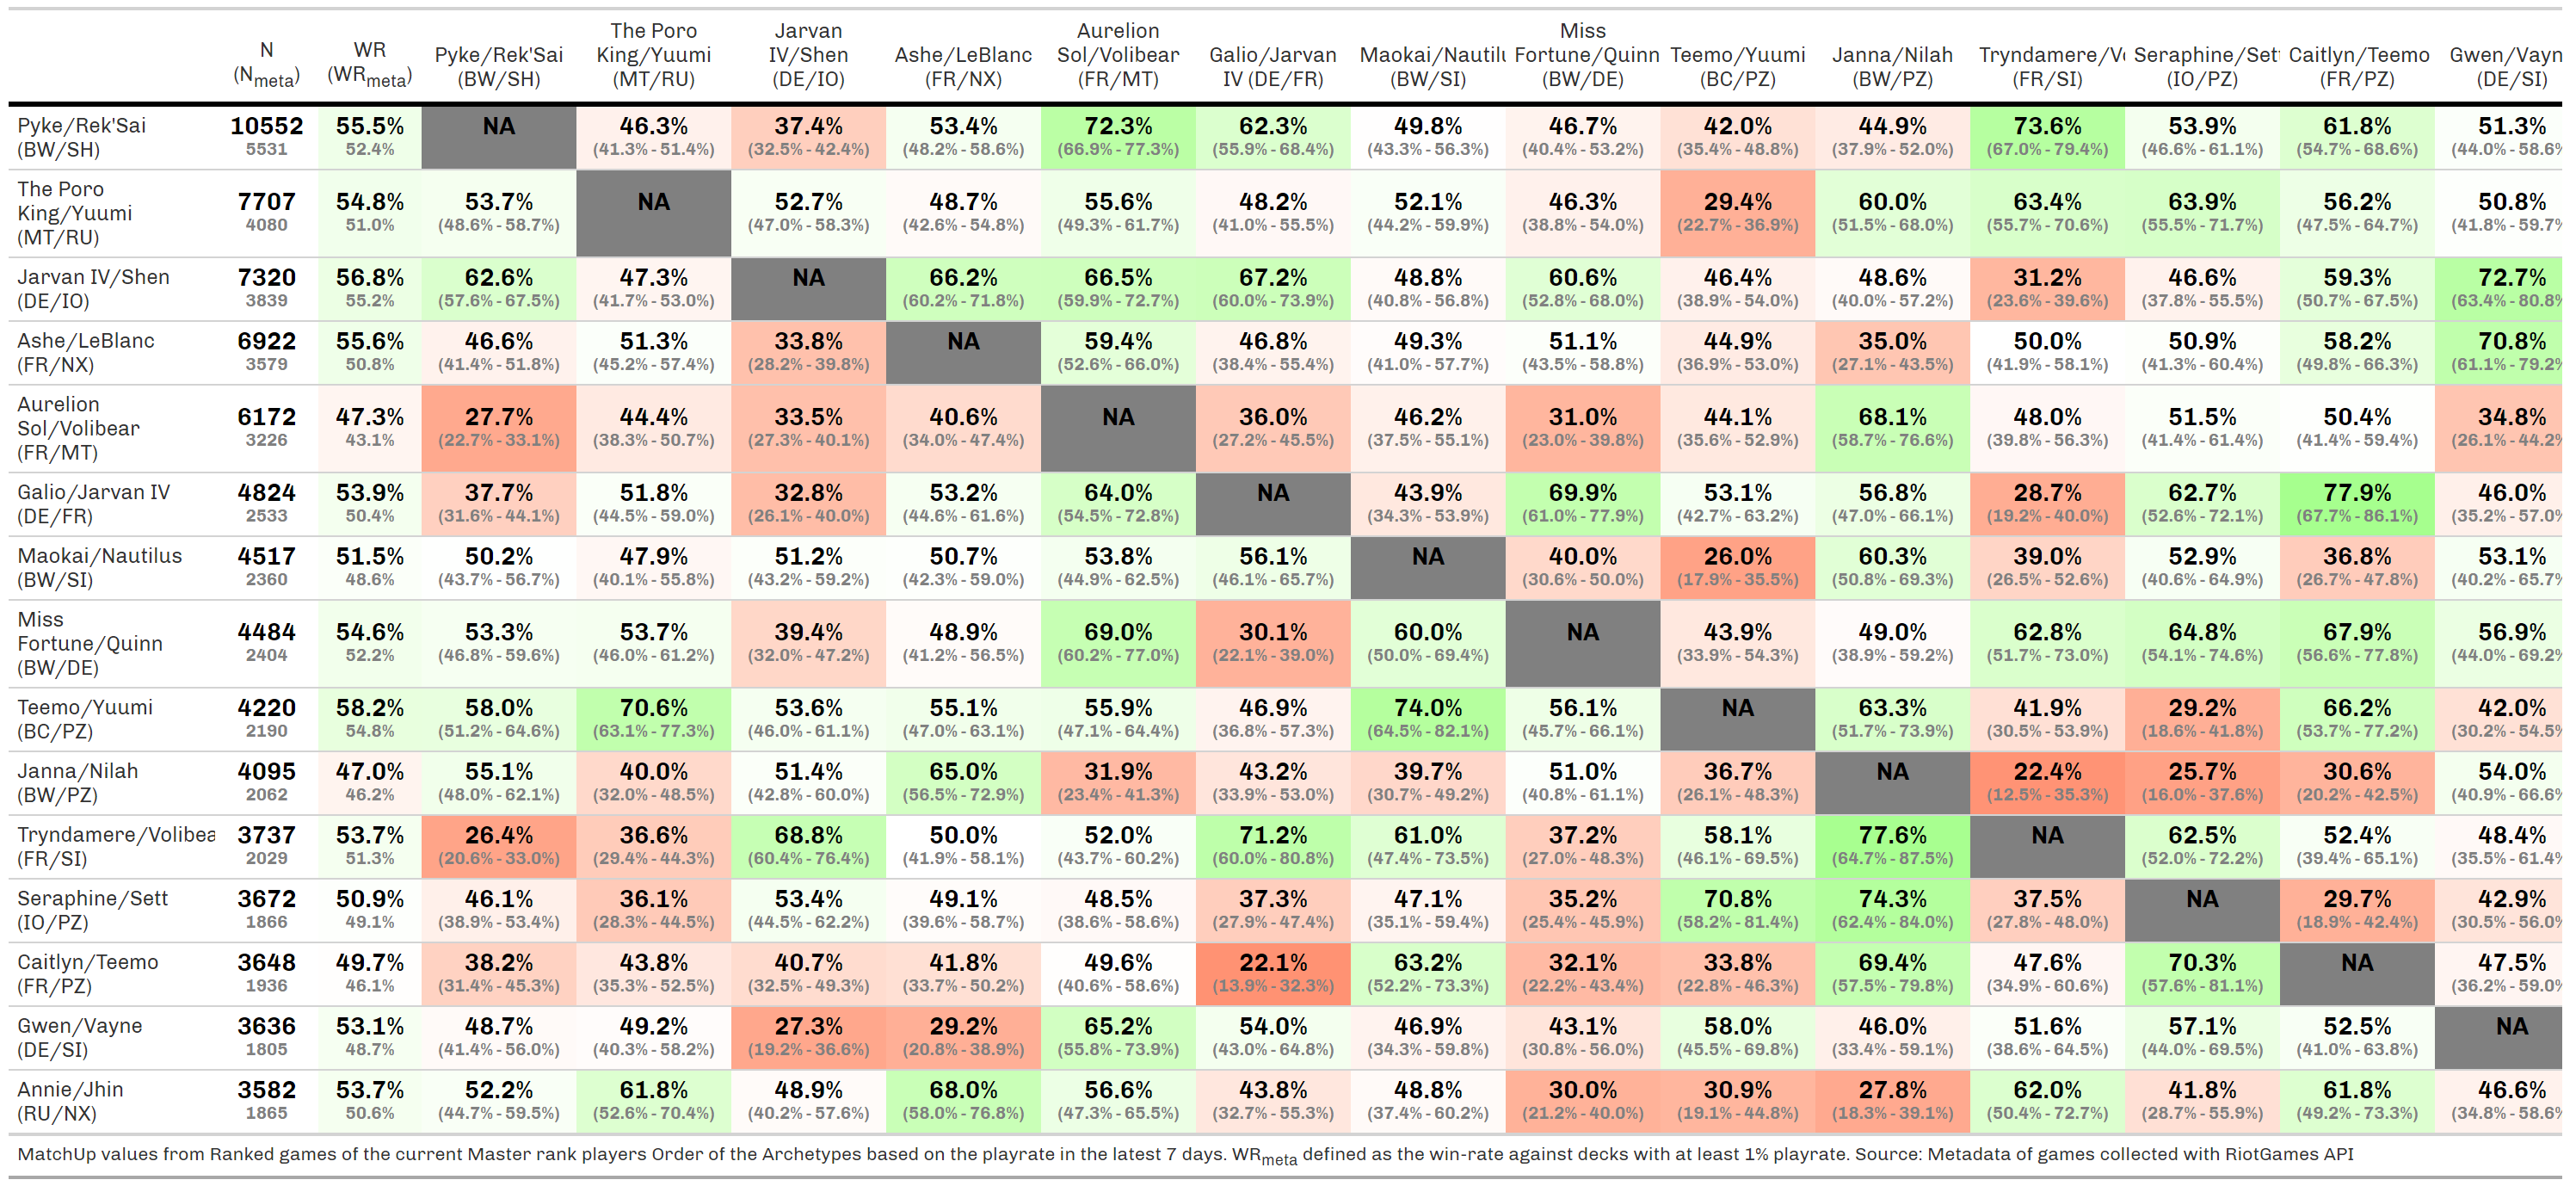 N WR Pyke/Rek'Sai The Poro King/Yuumi Jarvan IV/Shen Ashe/LeBlanc Aurelion Sol/Volibear Galio/Jarvan Maokai/Nautilu Miss Fortune/Quinn Teemo/Yuumi Janna/Nilah Tryndamere/Vo Seraphine/Set Caitlyn/Teemo Gwen/Vayn
(Nmeta) (WRmeta) (BW/SH) (MT/RU) (DE/IO) (FR/NX) (FR/MT) IV (DE/FR) (BW/SI) (BW/DE) (BC/PZ) (BW/PZ) (FR/SI) (IO/PZ) (FR/PZ) (DE/SI)
Pyke/Rek'Sai 10552 55.5% NA 46.3% 37.4% 53.4% 72.3% 62.3% 49.8% 46.7% 42.0% 44.9% 73.6% 53.9% 61.8% 51.3%
(BW/SH) 5531 52.4% (41.3% - 51.4%) (32.5% - 42.4%) (48.2% - 58.6%) (66.9% - 77.3%) (55.9% - 68.4%) (43.3% - 56.3%) (40.4% - 53.2%) (35.4% - 48.8%) (37.9% - 52.0%) (67.0% - 79.4%) (46.6% - 61.1%) (54.7% - 68.6%) (44.0% - 58.6%
The Poro
King/Yuumi 7707 54.8% 53.7% NA 52.7% 48.7% 55.6% 48.2% 52.1% 46.3% 29.4% 60.0% 63.4% 63.9% 56.2% 50.8%
(MT/RU) 4080 51.0% (48.6% - 58.7%) (47.0% - 58.3%) (42.6% - 54.8%) (49.3% - 61.7%) (41.0% - 55.5%) (44.2% - 59.9%) (38.8% - 54.0%) (22.7% - 36.9%) (51.5% - 68.0%) (55.7% - 70.6%) (55.5% - 71.7%) (47.5% - 64.7%) (41.8% - 59.7%
Jarvan IV/Shen 7320 56.8% 62.6% 47.3% NA 66.2% 66.5% 67.2% 48.8% 60.6% 46.4% 48.6% 31.2% 46.6% 59.3% 72.7%
(DE/IO) 3839 55.2% (57.6% - 67.5%) (41.7% - 53.0%) (60.2% - 71.8%) (59.9% - 72.7%) (60.0% - 73.9%) (40.8% - 56.8%) (52.8% - 68.0%) (38.9% - 54.0%) (40.0% - 57.2%) (23.6% - 39.6%) (37.8% - 55.5%) (50.7% - 67.5%) (63.4% - 80.8%
Ashe/LeBlanc 6922 55.6% 46.6% 51.3% 33.8% NA 59.4% 46.8% 49.3% 51.1% 44.9% 35.0% 50.0% 50.9% 58.2% 70.8%
(FR/NX) 3579 50.8% (41.4% - 51.8%) (45.2% - 57.4%) (28.2% - 39.8%) (52.6% - 66.0%) (38.4% - 55.4%) (41.0% - 57.7%) (43.5% - 58.8%) (36.9% - 53.0%) (27.1% - 43.5%) (41.9% - 58.1%) (41.3% - 60.4%) (49.8% - 66.3%) (61.1% - 79.2%
Aurelion
Sol/Volibear 6172 47.3% 27.7% 44.4% 33.5% 40.6% NA 36.0% 46.2% 31.0% 44.1% 68.1% 48.0% 51.5% 50.4% 34.8%
(FR/MT) 3226 43.1% (22.7% - 33.1%) (38.3% - 50.7%) (27.3% - 40.1%) (34.0% - 47.4%) (27.2% - 45.5%) (37.5% - 55.1%) (23.0% - 39.8%) (35.6% - 52.9%) (58.7% - 76.6%) (39.8% - 56.3%) (41.4% - 61.4%) (41.4% - 59.4%) (26.1% - 44.2%
Galio/Jarvan IV 4824 53.9% 37.7% 51.8% 32.8% 53.2% 64.0% NA 43.9% 69.9% 53.1% 56.8% 28.7% 62.7% 77.9% 46.0%
(DE/FR) 2533 50.4% (31.6% - 44.1%) (44.5% - 59.0%) (26.1% - 40.0%) (44.6% - 61.6%) (54.5% - 72.8%) (34.3% - 53.9%) (61.0% - 77.9%) (42.7% - 63.2%) (47.0% - 66.1%) (19.2% - 40.0%) (52.6% - 72.1%) (67.7% - 86.1%) (35.2% - 57.0%
Maokai/Nautilus 4517 51.5% 50.2% 47.9% 51.2% 50.7% 53.8% 56.1% NA 40.0% 26.0% 60.3% 39.0% 52.9% 36.8% 53.1%
(BW/SI) 2360 48.6% (43.7% - 56.7%) (40.1% - 55.8%) (43.2% - 59.2%) (42.3% - 59.0%) (44.9% - 62.5%) (46.1% - 65.7%) (30.6% - 50.0%) (17.9% - 35.5%) (50.8% - 69.3%) (26.5% - 52.6%) (40.6% - 64.9%) (26.7% - 47.8%) (40.2% - 65.7%
Miss
Fortune/Quinn 4484 54.6% 53.3% 53.7% 39.4% 48.9% 69.0% 30.1% 60.0% NA 43.9% 49.0% 62.8% 64.8% 67.9% 56.9%
(BW/DE) 2404 52.2% (46.8% - 59.6%) (46.0% - 61.2%) (32.0% - 47.2%) (41.2% - 56.5%) (60.2% - 77.0%) (22.1% - 39.0%) (50.0% - 69.4%) (33.9% - 54.3%) (38.9% - 59.2%) (51.7% - 73.0%) (54.1% - 74.6%) (56.6% - 77.8%) (44.0% - 69.2%
Teemo/Yuumi 4220 58.2% 58.0% 70.6% 53.6% 55.1% 55.9% 46.9% 74.0% 56.1% NA 63.3% 41.9% 29.2% 66.2% 42.0%
(BC/PZ) 2190 54.8% (51.2% - 64.6%) (63.1% - 77.3%) (46.0% - 61.1%) (47.0% - 63.1%) (47.1% - 64.4%) (36.8% - 57.3%) (64.5% - 82.1%) (45.7% - 66.1%) (51.7% - 73.9%) (30.5% - 53.9%) (18.6% - 41.8%) (53.7% - 77.2%) (30.2% - 54.5%
Janna/Nilah 4095 47.0% 55.1% 40.0% 51.4% 65.0% 31.9% 43.2% 39.7% 51.0% 36.7% NA 22.4% 25.7% 30.6% 54.0%
(BW/PZ) 2062 46.2% (48.0% - 62.1%) (32.0% - 48.5%) (42.8% - 60.0%) (56.5% - 72.9%) (23.4% - 41.3%) (33.9% - 53.0%) (30.7% - 49.2%) (40.8% - 61.1%) (26.1% - 48.3%) (12.5% - 35.3%) (16.0% - 37.6%) (20.2% - 42.5%) (40.9% - 66.6%
Tryndamere/Volibea 3737 53.7% 26.4% 36.6% 68.8% 50.0% 52.0% 71.2% 61.0% 37.2% 58.1% 77.6% NA 62.5% 52.4% 48.4%
(FR/SI) 2029 51.3% (20.6% - 33.0%) (29.4% - 44.3%) (60.4% - 76.4%) (41.9% - 58.1%) (43.7% - 60.2%) (60.0% - 80.8%) (47.4% - 73.5%) (27.0% - 48.3%) (46.1% - 69.5%) (64.7% - 87.5%) (52.0% - 72.2%) (39.4% - 65.1%) (35.5% - 61.4%
Seraphine/Sett 3672 50.9% 46.1% 36.1% 53.4% 49.1% 48.5% 37.3% 47.1% 35.2% 70.8% 74.3% 37.5% NA 29.7% 42.9%
(IO/PZ) 1866 49.1% (38.9% - 53.4%) (28.3% - 44.5%) (44.5% - 62.2%) (39.6% - 58.7%) (38.6% - 58.6%) (27.9% - 47.4%) (35.1% - 59.4%) (25.4% - 45.9%) (58.2% - 81.4%) (62.4% - 84.0%) (27.8% - 48.0%) (18.9% - 42.4%) (30.5% - 56.0%
Caitlyn/Teemo 3648 49.7% 38.2% 43.8% 40.7% 41.8% 49.6% 22.1% 63.2% 32.1% 33.8% 69.4% 47.6% 70.3% NA 47.5%
(FR/PZ) 1936 46.1% (31.4% - 45.3%) (35.3% - 52.5%) (32.5% - 49.3%) (33.7% - 50.2%) (40.6% - 58.6%) (13.9% - 32.3%) (52.2% - 73.3%) (22.2% - 43.4%) (22.8% - 46.3%) (57.5% - 79.8%) (34.9% - 60.6%) (57.6% - 81.1%) (36.2% - 59.0%
Gwen/Vayne 3636 53.1% 48.7% 49.2% 27.3% 29.2% 65.2% 54.0% 46.9% 43.1% 58.0% 46.0% 51.6% 57.1% 52.5% NA
(DE/SI) 1805 48.7% (41.4% - 56.0%) (40.3% - 58.2%) (19.2% - 36.6%) (20.8% - 38.9%) (55.8% - 73.9%) (43.0% - 64.8%) (34.3% - 59.8%) (30.8% - 56.0%) (45.5% - 69.8%) (33.4% - 59.1%) (38.6% - 64.5%) (44.0% - 69.5%) (41.0% - 63.8%)
Annie/Jhin 3582 53.7% 52.2% 61.8% 48.9% 68.0% 56.6% 43.8% 48.8% 30.0% 30.9% 27.8% 62.0% 41.8% 61.8% 46.6%
(RU/NX) 1865 50.6% (44.7% - 59.5%) (52.6% - 70.4%) (40.2% - 57.6%) (58.0% - 76.8%) (47.3% - 65.5%) (32.7% - 55.3%) (37.4% - 60.2%) (21.2% - 40.0%) (19.1% - 44.8%) (18.3% - 39.1%) (50.4% - 72.7%) (28.7% - 55.9%) (49.2% - 73.3%) (34.8% - 58.6%
MatchUp values from Ranked games of the current Master rank players Order of the Archetypes based on the playrate in the latest 7 days. WRmeta defined as the win-rate against decks with at least 1% playrate. Source: Metadata of games collected with RiotGames API